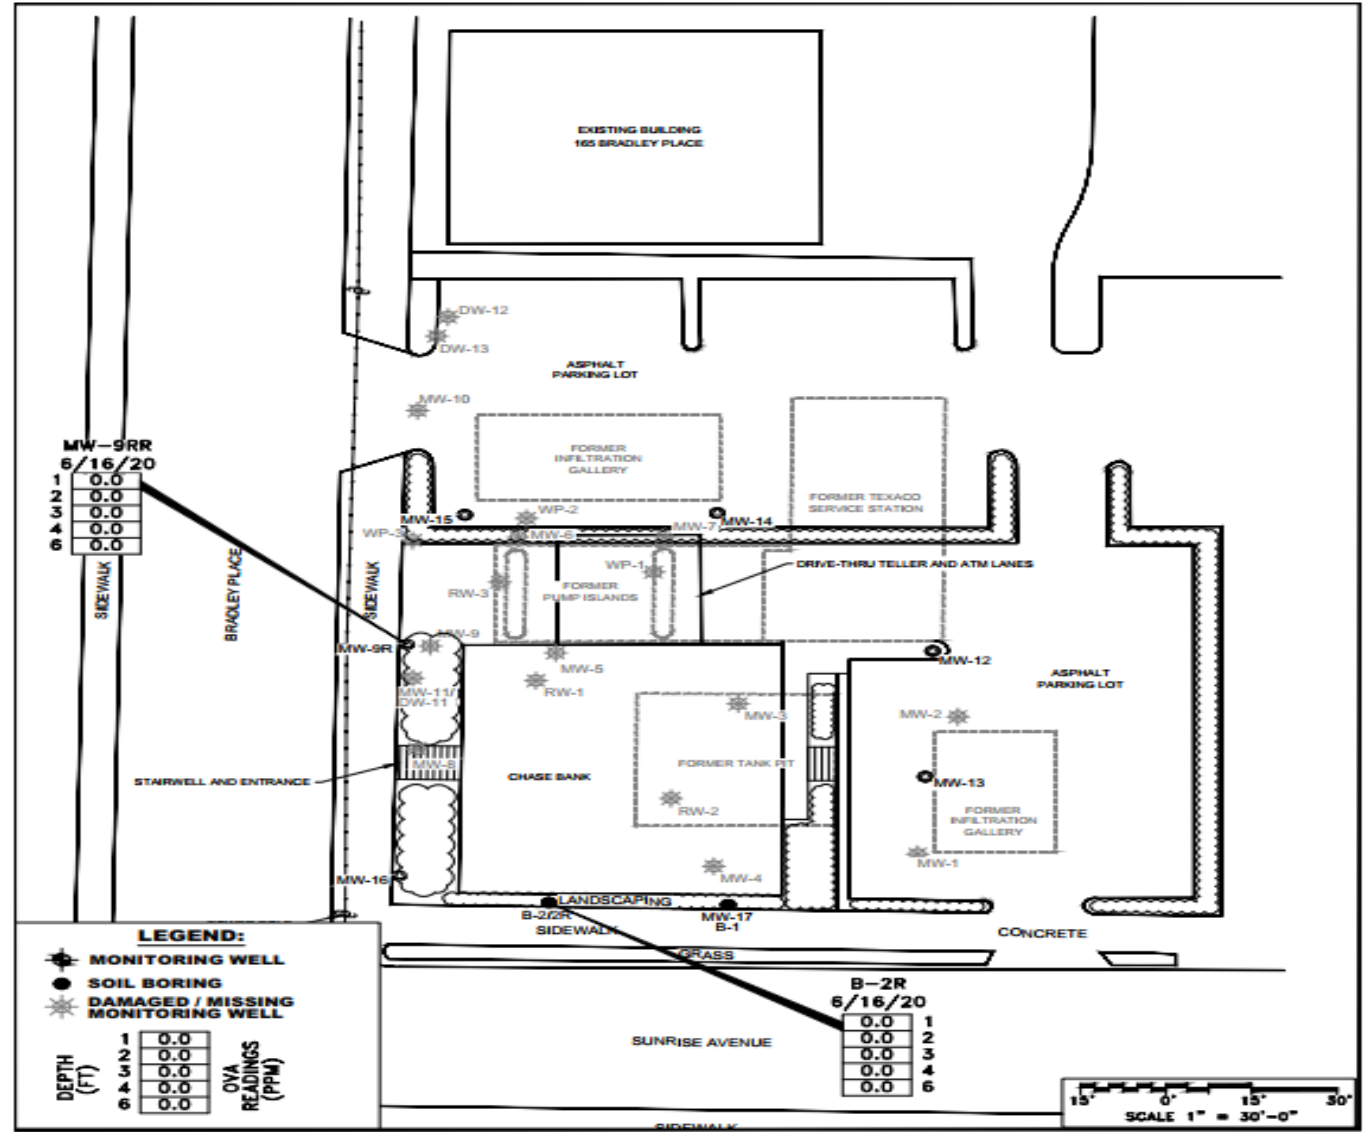 EXISTING BUILDING
165 BRADLEY PLACE
DW-12
DW-13
ASPHALT
PARKING LOT
MW-10
FORMER
INFILTRATION
GALLERY
FORMER TEXACO
SERVICE STATION
MW-9RR
6/16/20
1 0.0
2 0.0
3 0.0
4 0.0
6 0.0
MW-15
WP-2
MW-14
WP-3
MW-6
MW-7
DRIVE-THRU TELLER AND ATM LANES
WP-1
RW-3
FORMER
PUMP ISLANDS
SIDEWALK
BRADLEY PLACE
SIDEWALK
MW-9R
MW-9
MW-5
MW-12
MW-11/
DW-11
RW-1
ASPHALT
PARKING LOT
MW-3
MW-2
STAIRWELL AND ENTRANCE
MW-8
CHASE BANK
FORMER TANK PIT
MW-13
RW-2
FORMER
INFILTRATION
GALLERY
MW-1
MW-16
MW-4
LANDSCAPING
B-2/2R
MW-17
B-1
SIDEWALK
CONCRETE
GRASS
LEGEND:
MONITORING WELL
SOIL BORING
DAMAGED / MISSING
MONITORING WELL
DEPTH
(FT)
1 0.0
2 0.0
3 0.0
4 0.0
6 0.0
OVA
READINGS
(PPM)
B-2R
6/16/20
0.0 1
0.0 2
0.0 3
0.0 4
0.0 6
SUNRISE AVENUE
15' 0' 15' 30'
SCALE 1" = 30'-0"
SIDEWALK